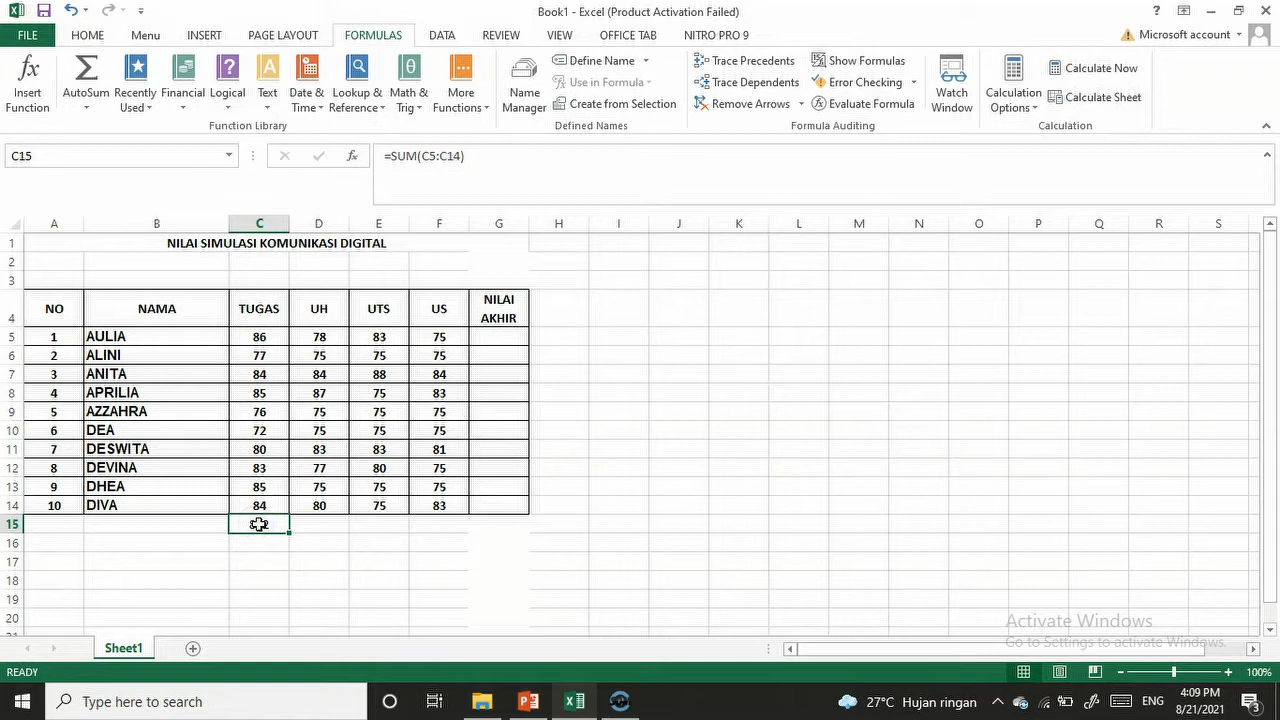 Book1 - Excel (Product Activation Failed)
FILE HOME Menu INSERT PAGE LAYOUT FORMULAS DATA REVIEW VIEW OFFICE TAB NITRO PRO 9 Microsoft account
Insert Function
AutoSum
Recently Used
Financial
Logical
Text
Date & Time
Lookup & Reference
Math & Trig
More Functions
Function Library
Name Manager
Define Name
Use in Formula
Create from Selection
Defined Names
Trace Precedents
Trace Dependents
Remove Arrows
Show Formulas
Error Checking
Evaluate Formula
Formula Auditing
Watch Window
Calculation Options
Calculate Now
Calculate Sheet
Calculation
C15 fx =SUM(C5:C14)
A B C D E F G H I J K L M N O P Q R S
1 NILAI SIMULASI KOMUNIKASI DIGITAL
2
3
4 NO NAMA TUGAS UH UTS US NILAI AKHIR
5 1 AULIA 86 78 83 75
6 2 ALINI 77 75 75 75
7 3 ANITA 84 84 88 84
8 4 APRILIA 85 87 75 83
9 5 AZZAHRA 76 75 75 75
10 6 DEA 72 75 75 75
11 7 DESWITA 80 83 83 81
12 8 DEVINA 83 77 80 75
13 9 DHEA 85 75 75 75
14 10 DIVA 84 80 75 83
15
16
17
18
19
20
Activate Windows
Go to Settings to activate Windows.
Sheet1
READY 100%
Type here to search
27°C Hujan ringan ENG
4:09 PM
8/21/2021
3